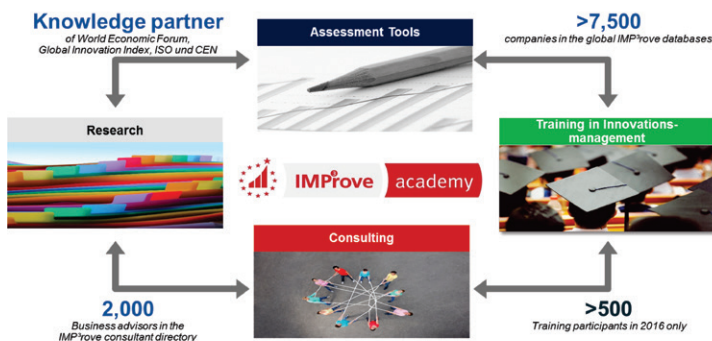 Knowledge partner
of World Economic Forum,
Global Innovation Index, ISO und CEN
Assessment Tools
>7,500
companies in the global IMP³rove databases
Research
Training in Innovations-
management
IMP³rove academy
Consulting
2,000
Business advisors in the
IMP³rove consultant directory
>500
Training participants in 2016 only